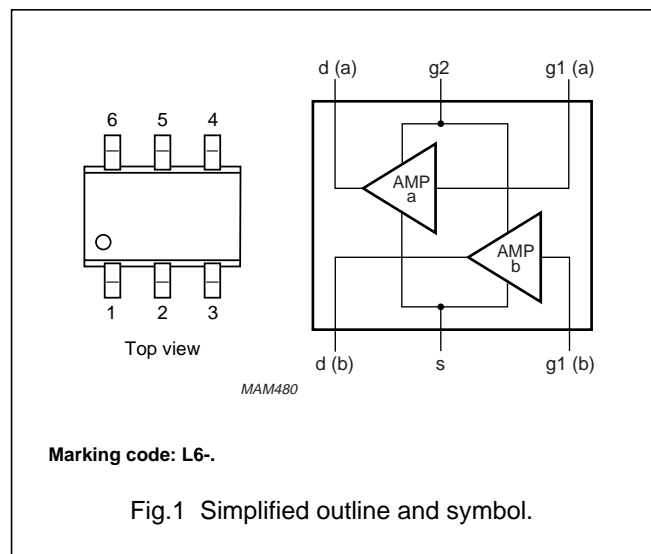 d (a) g2 g1 (a)
6 5 4
AMP
a
AMP
b
1 2 3
Top view
d (b) s g1 (b)
MAM480
Marking code: L6-.
Fig.1 Simplified outline and symbol.